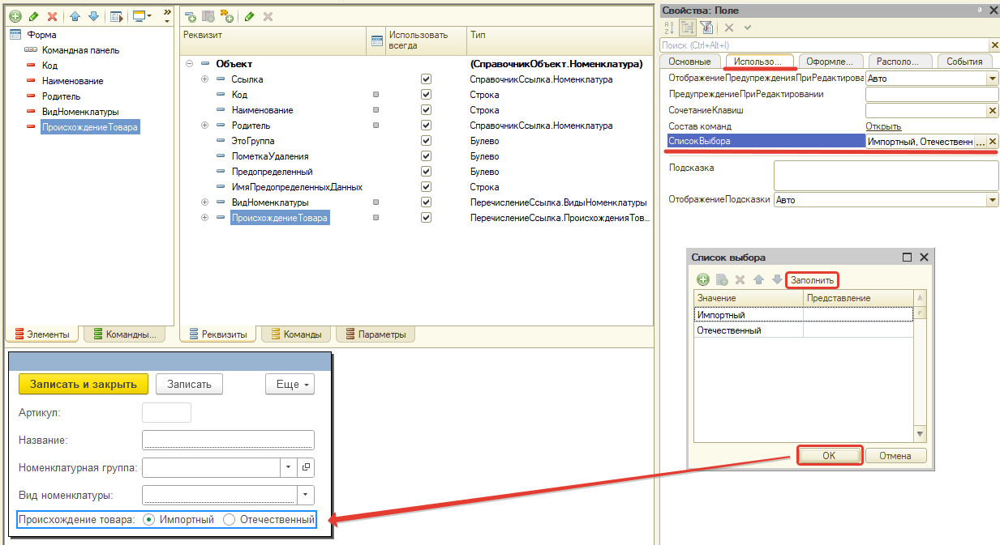 Форма
Командная панель
Код
Наименование
Родитель
ВидНоменклатуры
ПроисхождениеТовара
Элементы
Командны...
Реквизит
Использовать всегда
Тип
Объект (СправочникОбъект.Номенклатура)
Ссылка СправочникСсылка.Номенклатура
Код Строка
Наименование Строка
Родитель СправочникСсылка.Номенклатура
ЭтоГруппа Булево
ПометкаУдаления Булево
Предопределенный Булево
ИмяПредопределенныхДанных Строка
ВидНоменклатуры ПеречислениеСсылка.ВидыНоменклатуры
ПроисхождениеТовара ПеречислениеСсылка.ПроисхожденияТов...
Реквизиты
Команды
Параметры
Свойства: Поле
Поиск (Ctrl+Alt+I)
Основные Использо... Оформле... Располо... События
ОтображениеПредупрежденияПриРедактирова Авто
ПредупреждениеПриРедактировании
СочетаниеКлавиш
Состав команд Открыть
СписокВыбора Импортный, Отечественн ...
Подсказка
ОтображениеПодсказки Авто
Список выбора
Заполнить
Значение Представление
Импортный
Отечественный
ОК Отмена
Записать и закрыть Записать Еще
Артикул:
Название:
Номенклатурная группа:
Вид номенклатуры:
Происхождение товара: Импортный Отечественный